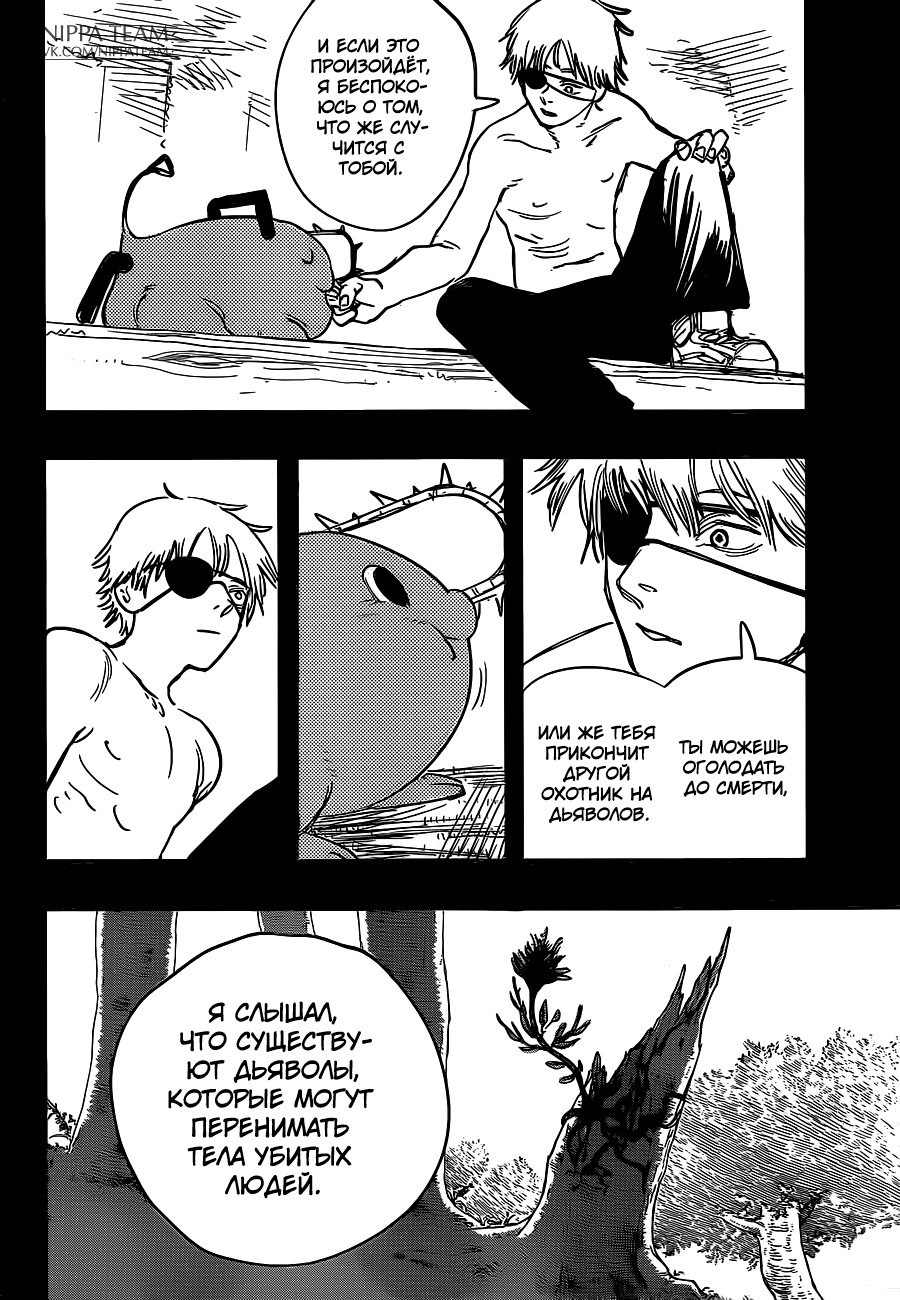 NIPPA TEAM
VK.COM/NIPPATEAM
И ЕСЛИ ЭТО
ПРОИЗОЙДЁТ,
Я БЕСПОКО-
ЮСЬ О ТОМ,
ЧТО ЖЕ СЛУ-
ЧИТСЯ С
ТОБОЙ.
ТЫ МОЖЕШЬ
ОГОЛОДАТЬ
ДО СМЕРТИ,
ИЛИ ЖЕ ТЕБЯ
ПРИКОНЧИТ
ДРУГОЙ
ОХОТНИК НА
ДЬЯВОЛОВ.
Я СЛЫШАЛ,
ЧТО СУЩЕСТВУ-
ЮТ ДЬЯВОЛЫ,
КОТОРЫЕ МОГУТ
ПЕРЕНИМАТЬ
ТЕЛА УБИТЫХ
ЛЮДЕЙ.